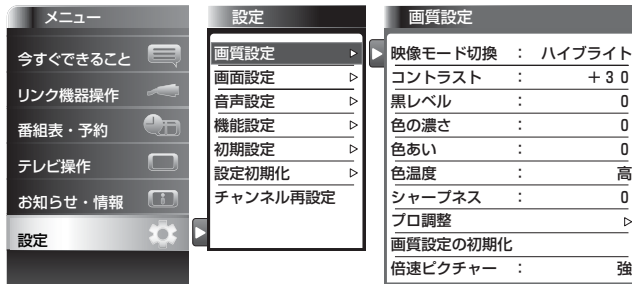 メニュー
今すぐできること
リンク機器操作
番組表・予約
テレビ操作
お知らせ・情報
設定
設定
画質設定
画面設定
音声設定
機能設定
初期設定
設定初期化
チャンネル再設定
画質設定
映像モード切換 : ハイブライト
コントラスト : +30
黒レベル : 0
色の濃さ : 0
色あい : 0
色温度 : 高
シャープネス : 0
プロ調整
画質設定の初期化
倍速ピクチャー : 強